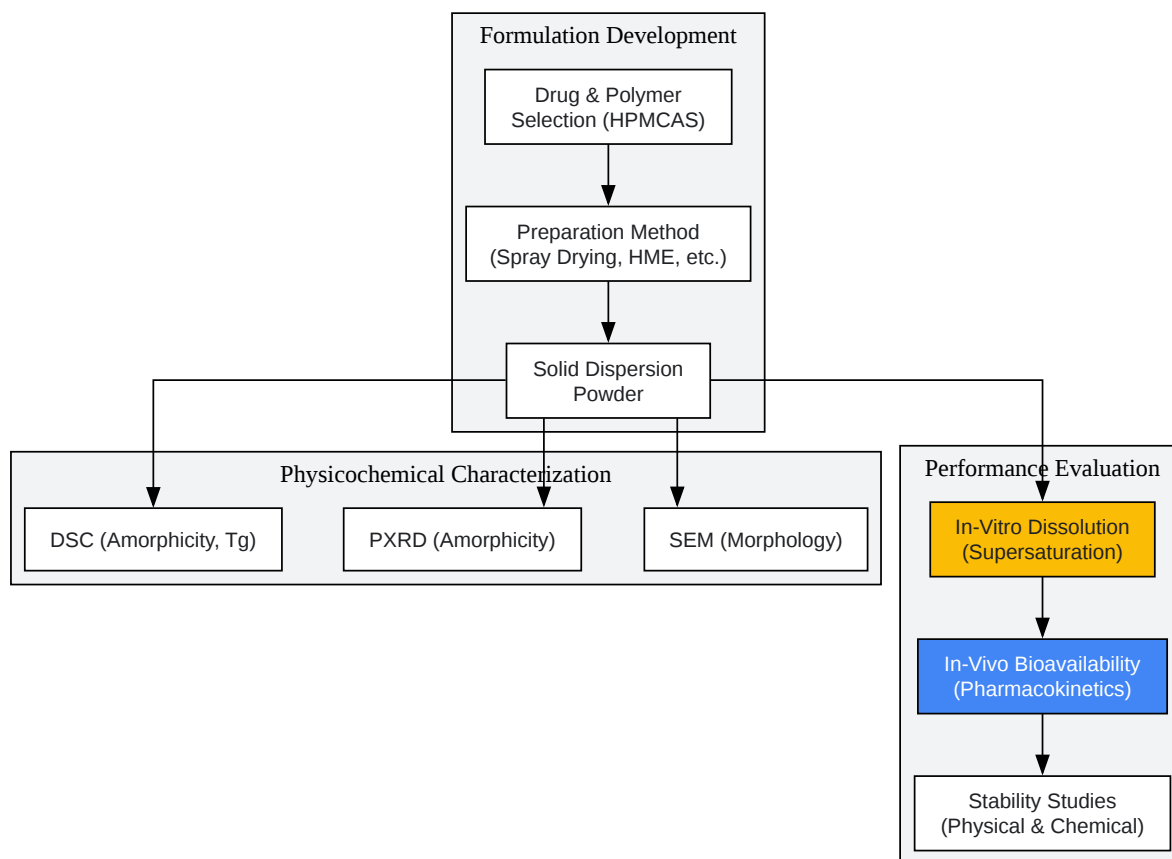 Formulation Development
Drug & Polymer
Selection (HPMCAS)
Preparation Method
(Spray Drying, HME, etc.)
Solid Dispersion
Powder
Physicochemical Characterization
DSC (Amorphicity, Tg)
PXRD (Amorphicity)
SEM (Morphology)
Performance Evaluation
In-Vitro Dissolution
(Supersaturation)
In-Vivo Bioavailability
(Pharmacokinetics)
Stability Studies
(Physical & Chemical)